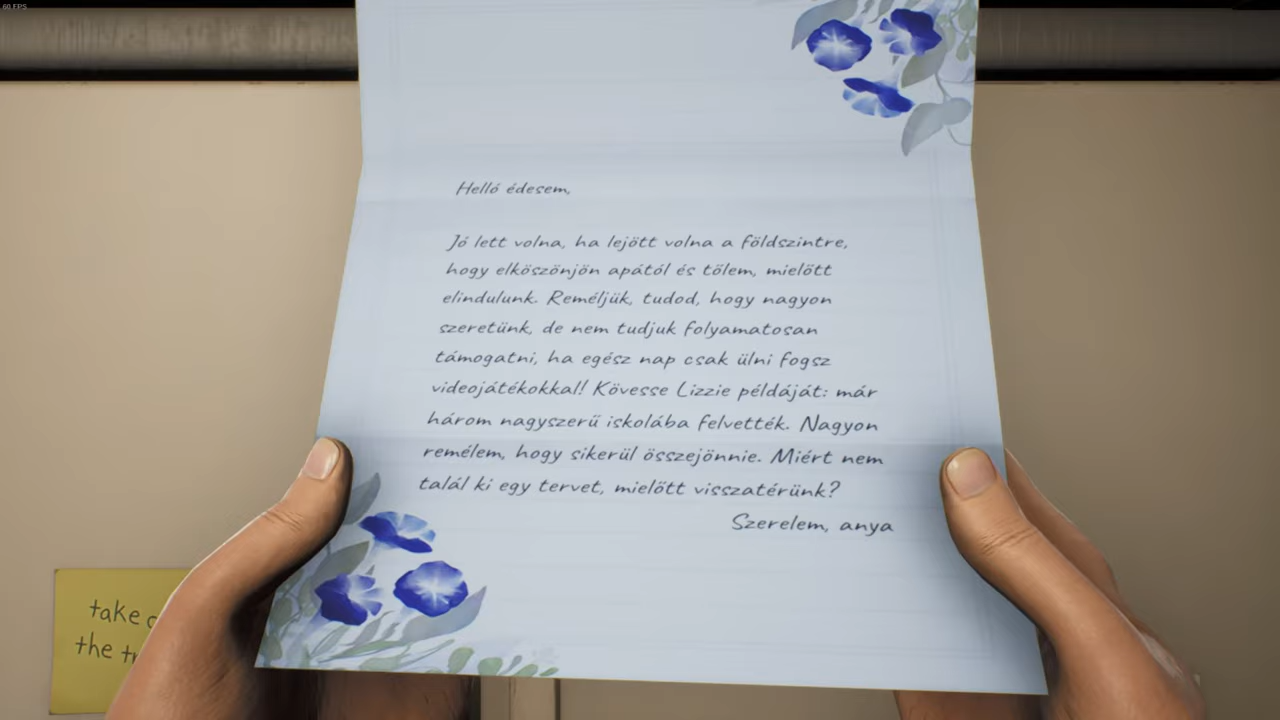 60 FPS
Helló édesem,
Jó lett volna, ha lejött volna a földszintre,
hogy elköszönjön apától és tőlem, mielőtt
elindulunk. Reméljük, tudod, hogy nagyon
szeretünk, de nem tudjuk folyamatosan
támogatni, ha egész nap csak ülni fogsz
videojátékokkal! Kövesse Lizzie példáját: már
három nagyszerű iskolába felvették. Nagyon
remélem, hogy sikerül összejönnie. Miért nem
talál ki egy tervet, mielőtt visszatérünk?
Szerelem, anya
take
the